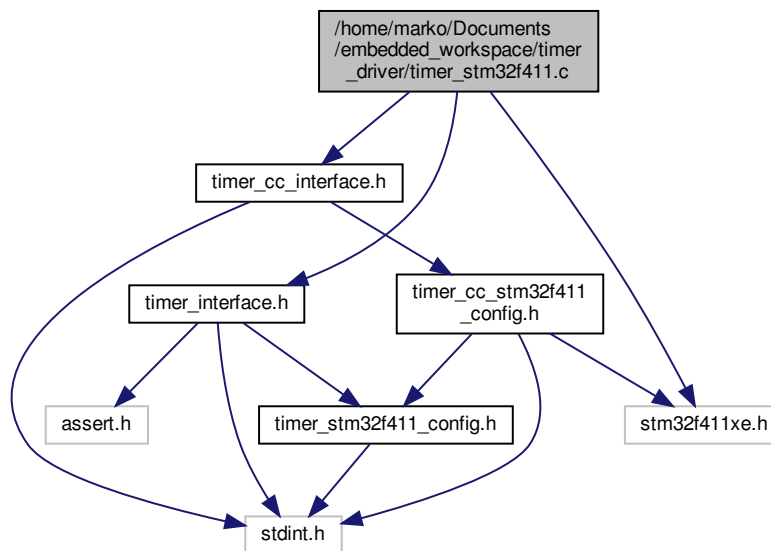 /home/marko/Documents
/embedded_workspace/timer
_driver/timer_stm32f411.c
timer_cc_interface.h
timer_interface.h
timer_cc_stm32f411
_config.h
assert.h
timer_stm32f411_config.h
stm32f411xe.h
stdint.h